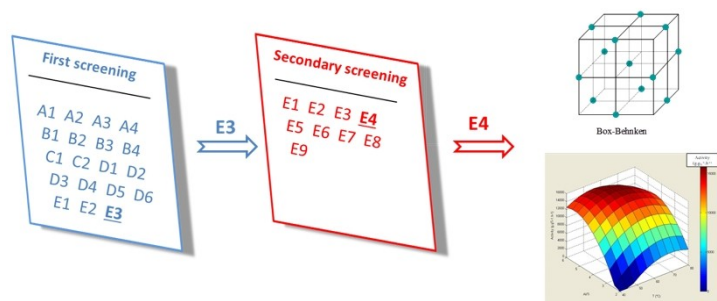 First screening
A1 A2 A3 A4
B1 B2 B3 B4
C1 C2 D1 D2
D3 D4 D5 D6
E1 E2 E3
E3
Secondary screening
E1 E2 E3 E4
E5 E6 E7 E8
E9
E4
Box-Behnken
Activity